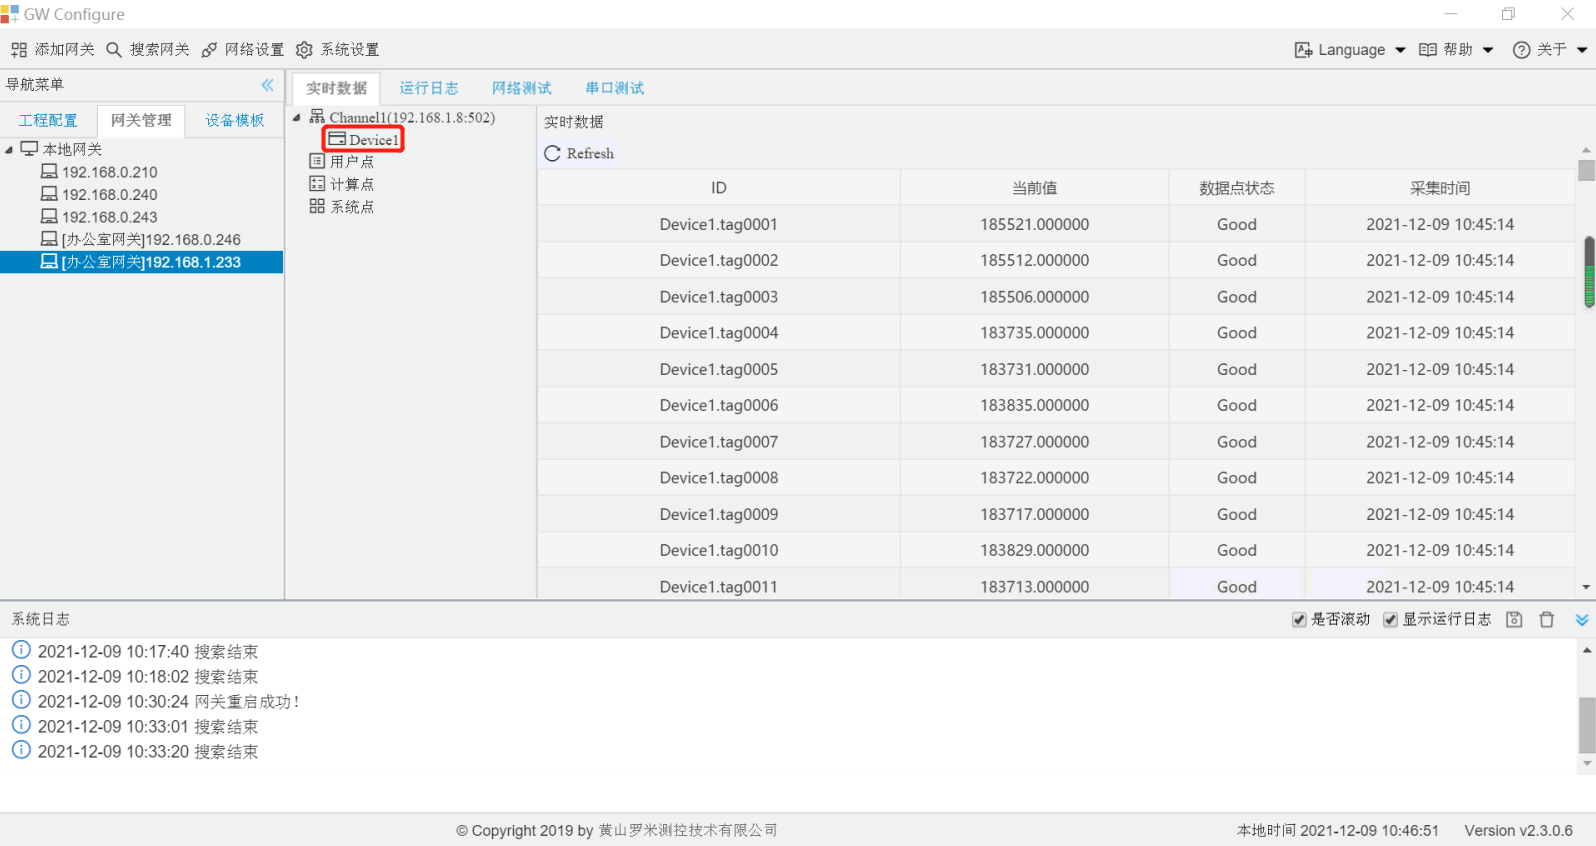 GW Configure
添加网关 搜索网关 网络设置 系统设置 Language 帮助 关于
导航菜单
工程配置 网关管理 设备模板
本地网关
192.168.0.210
192.168.0.240
192.168.0.243
[办公室网关]192.168.0.246
[办公室网关]192.168.1.233
实时数据 运行日志 网络测试 串口测试
Channel1(192.168.1.8:502)
Device1
用户点
计算点
系统点
实时数据
Refresh
ID 当前值 数据点状态 采集时间
Device1.tag0001 185521.000000 Good 2021-12-09 10:45:14
Device1.tag0002 185512.000000 Good 2021-12-09 10:45:14
Device1.tag0003 185506.000000 Good 2021-12-09 10:45:14
Device1.tag0004 183735.000000 Good 2021-12-09 10:45:14
Device1.tag0005 183731.000000 Good 2021-12-09 10:45:14
Device1.tag0006 183835.000000 Good 2021-12-09 10:45:14
Device1.tag0007 183727.000000 Good 2021-12-09 10:45:14
Device1.tag0008 183722.000000 Good 2021-12-09 10:45:14
Device1.tag0009 183717.000000 Good 2021-12-09 10:45:14
Device1.tag0010 183829.000000 Good 2021-12-09 10:45:14
Device1.tag0011 183713.000000 Good 2021-12-09 10:45:14
系统日志 是否滚动 显示运行日志
2021-12-09 10:17:40 搜索结束
2021-12-09 10:18:02 搜索结束
2021-12-09 10:30:24 网关重启成功!
2021-12-09 10:33:01 搜索结束
2021-12-09 10:33:20 搜索结束
© Copyright 2019 by 黄山罗米测控技术有限公司 本地时间 2021-12-09 10:46:51 Version v2.3.0.6